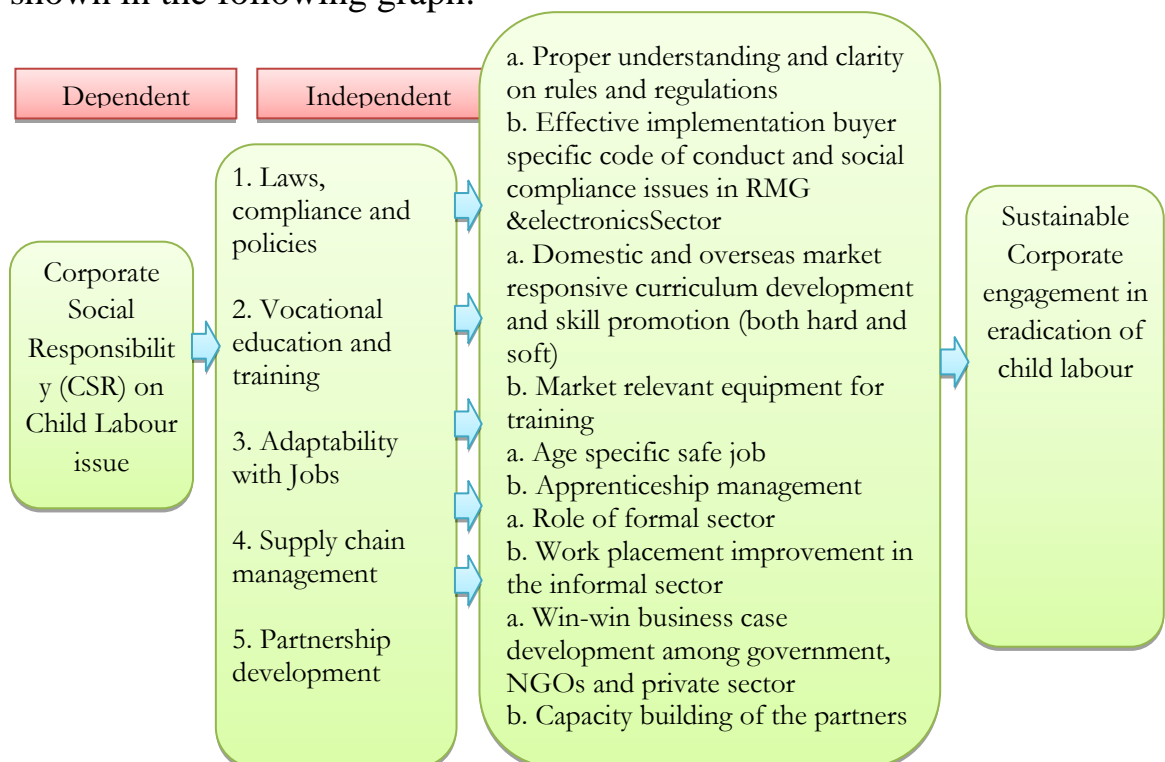 shown in the following graph.
Dependent
Independent
Corporate
Social
Responsibilit
y (CSR) on
Child Labour
issue
1. Laws,
compliance and
policies
2. Vocational
education and
training
3. Adaptability
with Jobs
4. Supply chain
management
5. Partnership
development
a. Proper understanding and clarity
on rules and regulations
b. Effective implementation buyer
specific code of conduct and social
compliance issues in RMG
&electronicsSector
a. Domestic and overseas market
responsive curriculum development
and skill promotion (both hard and
soft)
b. Market relevant equipment for
training
a. Age specific safe job
b. Apprenticeship management
a. Role of formal sector
b. Work placement improvement in
the informal sector
a. Win-win business case
development among government,
NGOs and private sector
b. Capacity building of the partners
Sustainable
Corporate
engagement in
eradication of
child labour